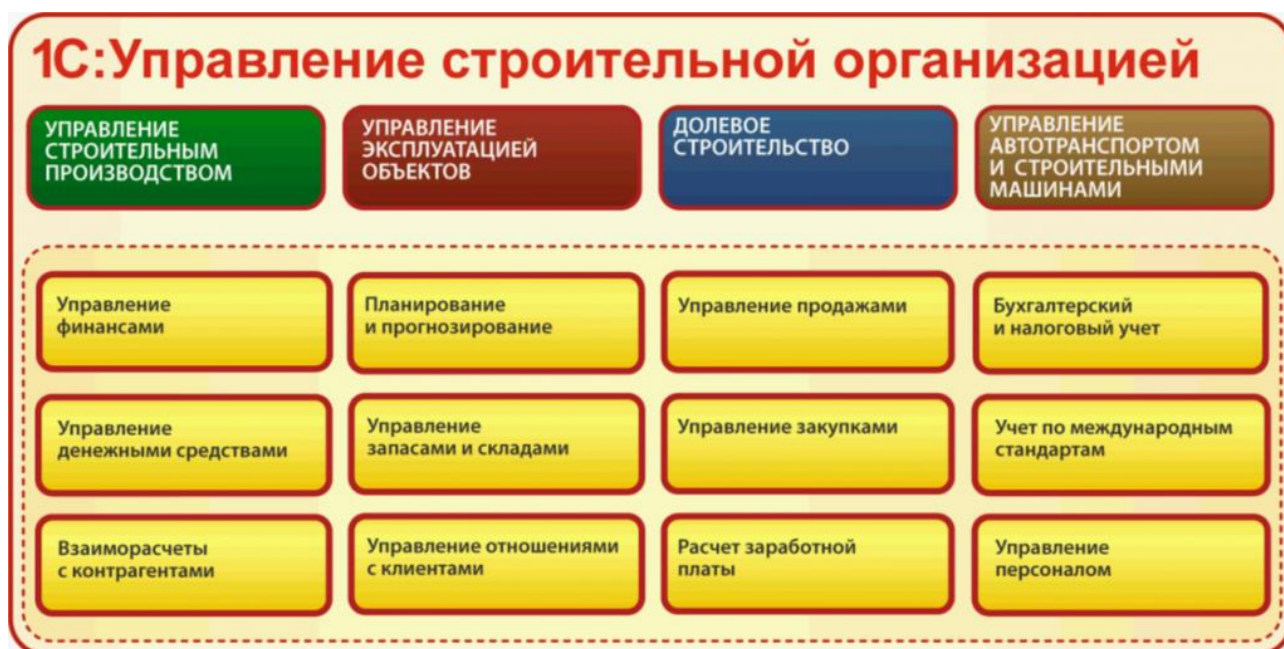 1С:Управление строительной организацией
УПРАВЛЕНИЕ
СТРОИТЕЛЬНЫМ
ПРОИЗВОДСТВОМ
УПРАВЛЕНИЕ
ЭКСПЛУАТАЦИЕЙ
ОБЪЕКТОВ
ДОЛЕВОЕ
СТРОИТЕЛЬСТВО
УПРАВЛЕНИЕ
АВТОТРАНСПОРТОМ
И СТРОИТЕЛЬНЫМИ
МАШИНАМИ
Управление
финансами
Планирование
и прогнозирование
Управление продажами
Бухгалтерский
и налоговый учет
Управление
денежными средствами
Управление
запасами и складами
Управление закупками
Учет по международным
стандартам
Взаиморасчеты
с контрагентами
Управление отношениями
с клиентами
Расчет заработной
платы
Управление
персоналом